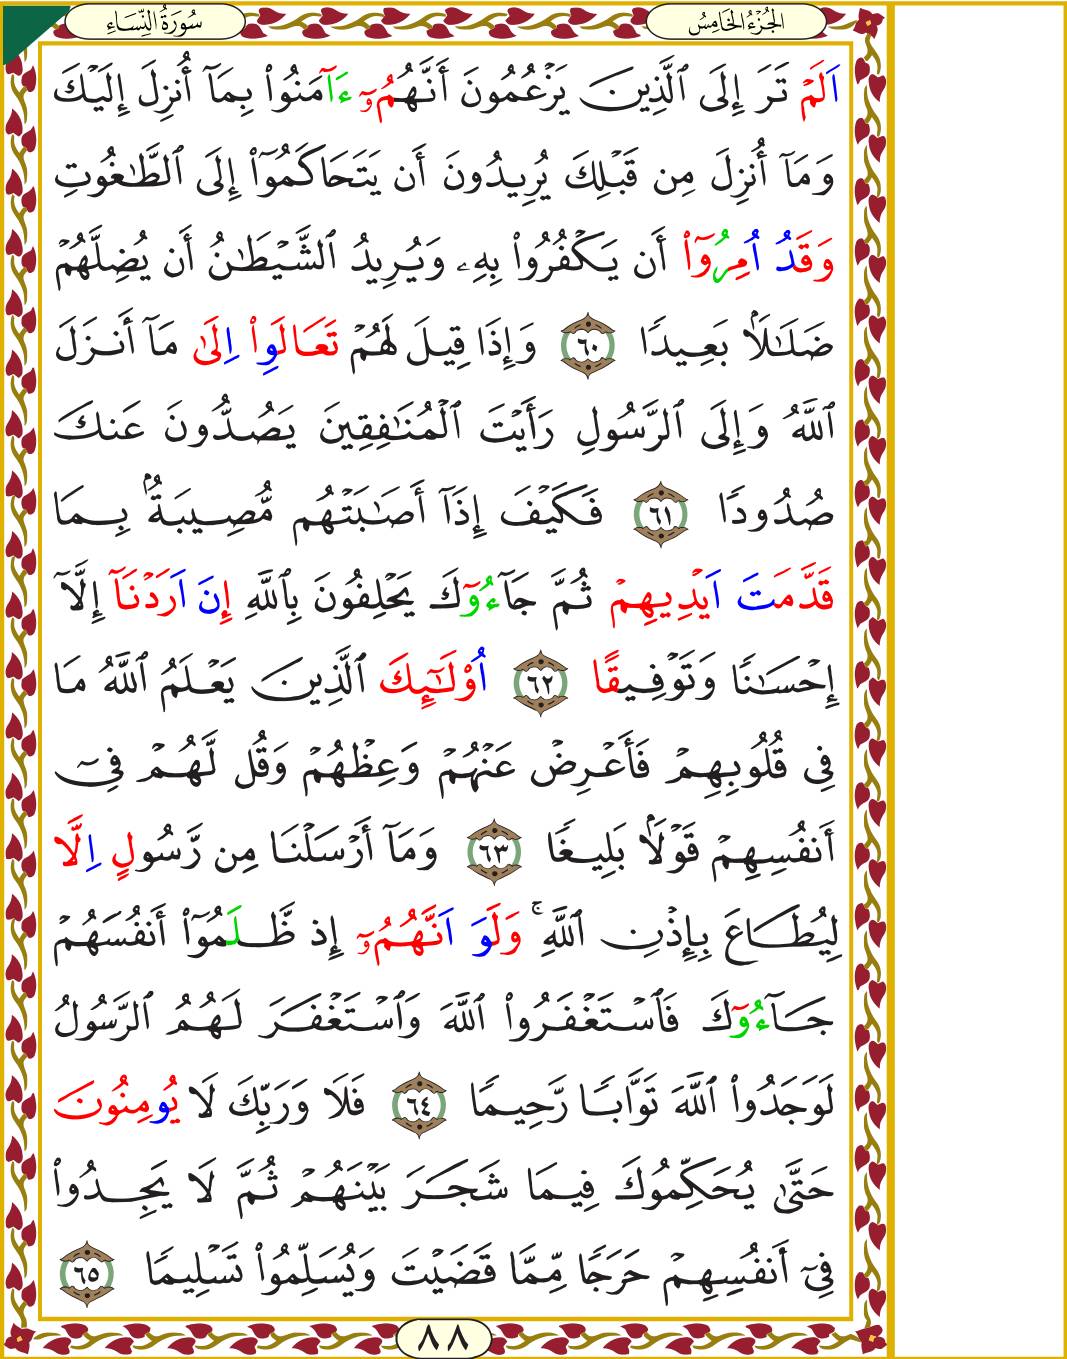 سُورَةُ النِّسَاءِ
الجُزْءُ الخَامِسُ
اَلَمْ تَرَ إِلَى ٱلَّذِينَ يَزْعُمُونَ أَنَّهُمُۥٓ ءَآمَنُوا۟ بِمَآ أُنزِلَ إِلَيْكَ
وَمَآ أُنزِلَ مِن قَبْلِكَ يُرِيدُونَ أَن يَتَحَاكَمُوٓا۟ إِلَى ٱلطَّٰغُوتِ
وَقَدُ اُمِرُوٓا۟ أَن يَكْفُرُوا۟ بِهِۦ وَيُرِيدُ ٱلشَّيْطَٰنُ أَن يُضِلَّهُمْ
ضَلَٰلَۢا بَعِيدًا ٦٠ وَإِذَا قِيلَ لَهُمْ تَعَالَوِا۟ اِلَىٰ مَآ أَنزَلَ
ٱللَّهُ وَإِلَى ٱلرَّسُولِ رَأَيْتَ ٱلْمُنَٰفِقِينَ يَصُدُّونَ عَنكَ
صُدُودًا ٦١ فَكَيْفَ إِذَآ أَصَٰبَتْهُم مُّصِيبَةٌۢ بِمَا
قَدَّمَتَ اَيْدِيهِمْ ثُمَّ جَآءُوٓكَ يَحْلِفُونَ بِٱللَّهِ إِنَ اَرَدْنَآ إِلَّآ
إِحْسَٰنًا وَتَوْفِيقًا ٦٢ اُوْلَٰٓئِكَ ٱلَّذِينَ يَعْلَمُ ٱللَّهُ مَا
فِى قُلُوبِهِمْ فَأَعْرِضْ عَنْهُمْ وَعِظْهُمْ وَقُل لَّهُمْ فِىٓ
أَنفُسِهِمْ قَوْلَۢا بَلِيغًا ٦٣ وَمَآ أَرْسَلْنَا مِن رَّسُولٍ اِلَّا
لِيُطَاعَ بِإِذْنِ ٱللَّهِ ۚ وَلَوَ اَنَّهُمُۥٓ إِذ ظَّلَمُوٓا۟ أَنفُسَهُمْ
جَآءُوٓكَ فَٱسْتَغْفَرُوا۟ ٱللَّهَ وَٱسْتَغْفَرَ لَهُمُ ٱلرَّسُولُ
لَوَجَدُوا۟ ٱللَّهَ تَوَّابًا رَّحِيمًا ٦٤ فَلَا وَرَبِّكَ لَا يُومِنُونَ
حَتَّىٰ يُحَكِّمُوكَ فِيمَا شَجَرَ بَيْنَهُمْ ثُمَّ لَا يَجِدُوا۟
فِىٓ أَنفُسِهِمْ حَرَجًا مِّمَّا قَضَيْتَ وَيُسَلِّمُوا۟ تَسْلِيمًا ٦٥
٨٨